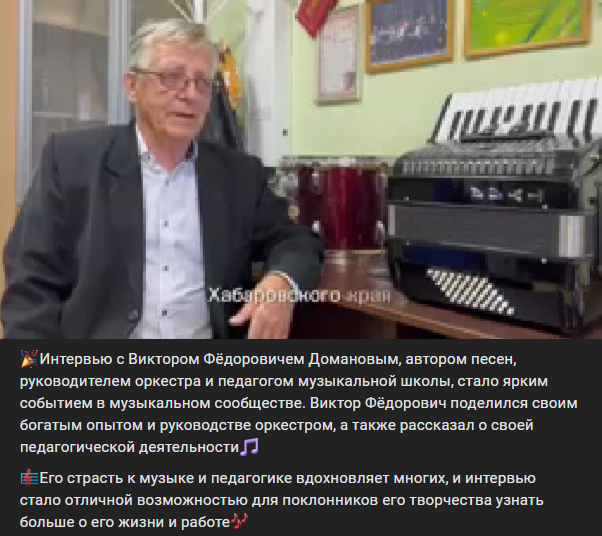 Хабаровского края
🎉Интервью с Виктором Фёдоровичем Домановым, автором песен,
руководителем оркестра и педагогом музыкальной школы, стало ярким
событием в музыкальном сообществе. Виктор Фёдорович поделился своим
богатым опытом и руководстве оркестром, а также рассказал о своей
педагогической деятельности🎵
🎼Его страсть к музыке и педагогике вдохновляет многих, и интервью
стало отличной возможностью для поклонников его творчества узнать
больше о его жизни и работе🎶